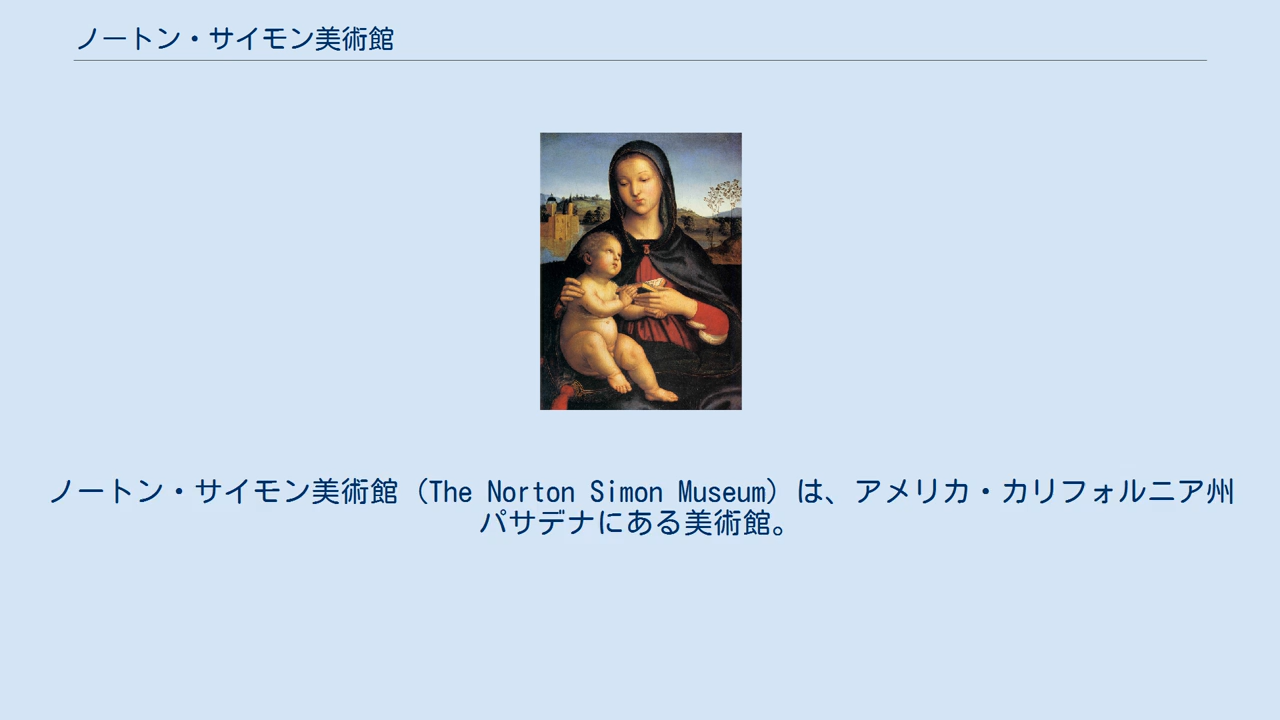 ノートン・サイモン美術館
ノートン・サイモン美術館（The Norton Simon Museum）は、アメリカ・カリフォルニア州
パサデナにある美術館。